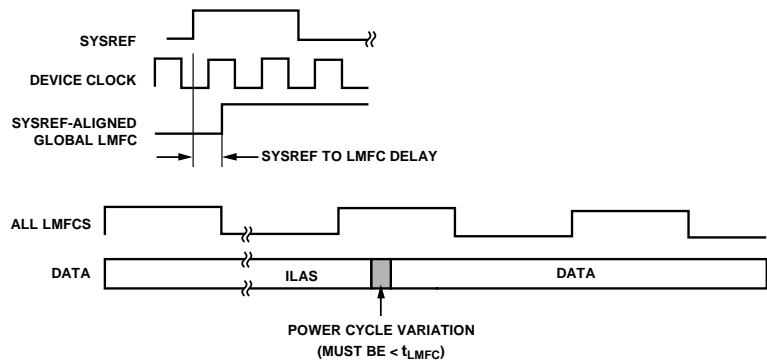 SYSREF
DEVICE CLOCK
SYSREF-ALIGNED
GLOBAL LMFC
SYSREF TO LMFC DELAY
ALL LMFCS
DATA
ILAS
DATA
POWER CYCLE VARIATION
(MUST BE < tLMFC)